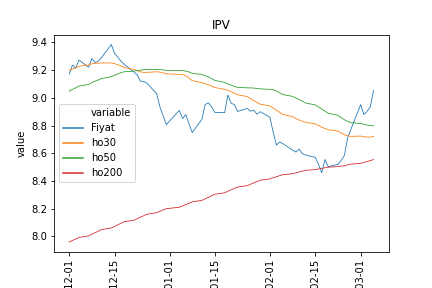 IPV
9.4
9.2
9.0
8.8
8.6
8.4
8.2
8.0
value
variable
Fiyat
ho30
ho50
ho200
12-01
12-15
01-01
01-15
02-01
02-15
03-01